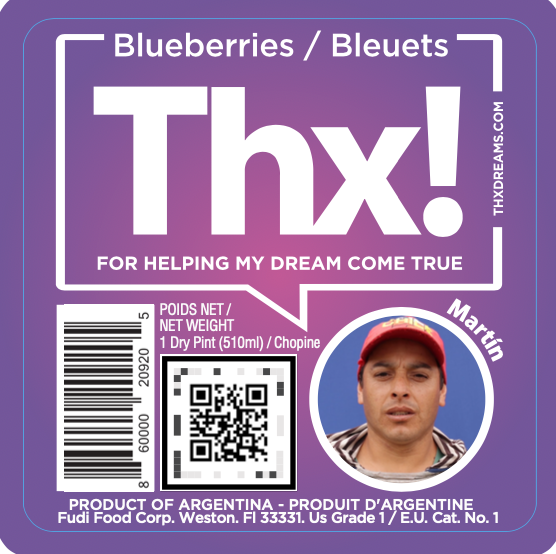 Blueberries / Bleuets
Thx!
THXDREAMS.COM
FOR HELPING MY DREAM COME TRUE
POIDS NET /
NET WEIGHT
1 Dry Pint (510ml) / Chopine
8 60000 20920 5
Martín
PRODUCT OF ARGENTINA - PRODUIT D'ARGENTINE
Fudi Food Corp. Weston. Fl 33331. Us Grade 1 / E.U. Cat. No. 1